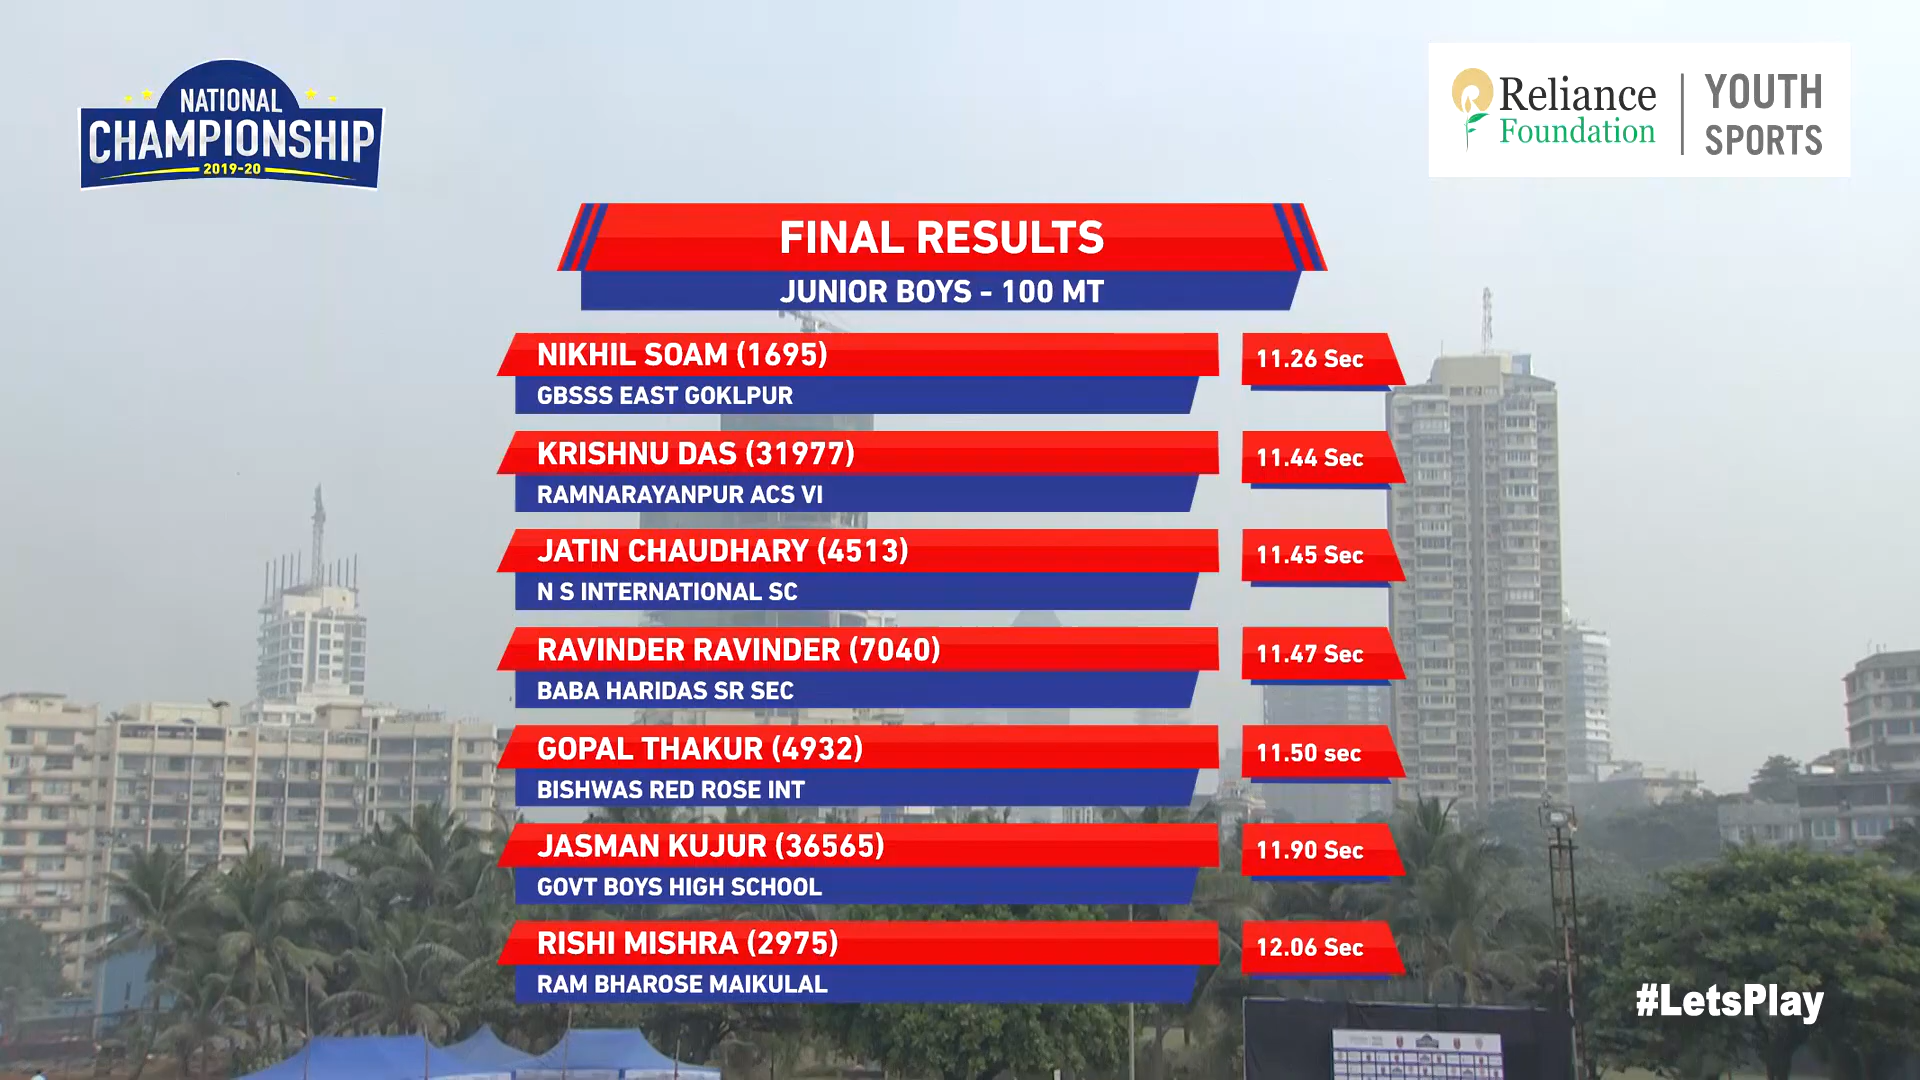 NATIONAL
CHAMPIONSHIP
2019-20
Reliance
Foundation
YOUTH
SPORTS
FINAL RESULTS
JUNIOR BOYS - 100 MT
NIKHIL SOAM (1695)
11.26 Sec
GBSSS EAST GOKLPUR
KRISHNU DAS (31977)
11.44 Sec
RAMNARAYANPUR ACS VI
JATIN CHAUDHARY (4513)
11.45 Sec
N S INTERNATIONAL SC
RAVINDER RAVINDER (7040)
11.47 Sec
BABA HARIDAS SR SEC
GOPAL THAKUR (4932)
11.50 sec
BISHWAS RED ROSE INT
JASMAN KUJUR (36565)
11.90 Sec
GOVT BOYS HIGH SCHOOL
RISHI MISHRA (2975)
12.06 Sec
RAM BHAROSE MAIKULAL
#LetsPlay